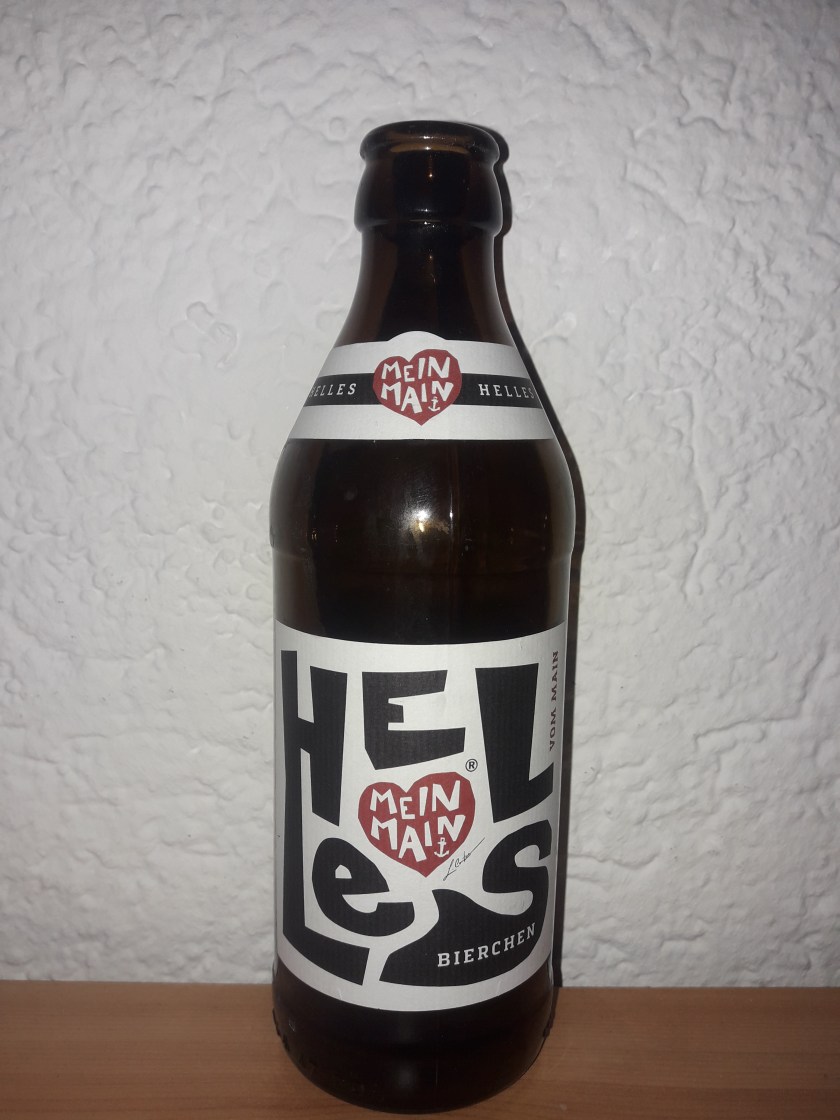 HELLES
MEIN
MAIN
HELLES
HEL
LES
®
MEIN
MAIN
VOM MAIN
BIERCHEN